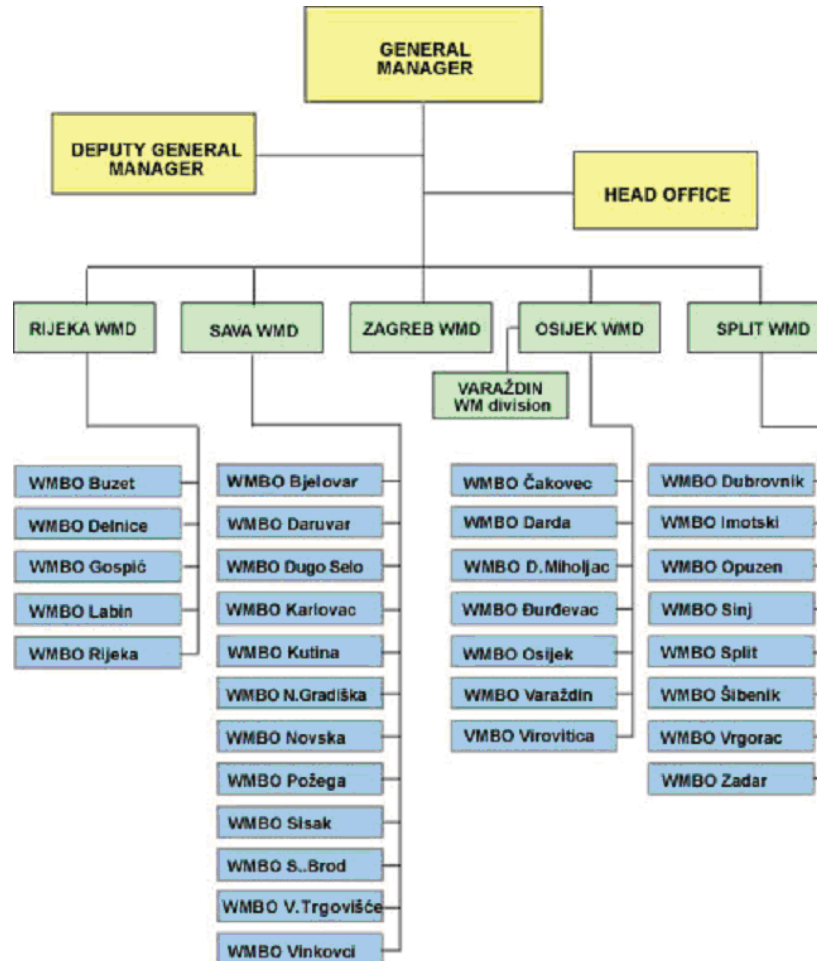 GENERAL
MANAGER
DEPUTY GENERAL
MANAGER
HEAD OFFICE
RIJEKA WMD
SAVA WMD
ZAGREB WMD
OSIJEK WMD
SPLIT WMD
VARAŽDIN
WM division
WMBO Buzet
WMBO Delnice
WMBO Gospić
WMBO Labin
WMBO Rijeka
WMBO Bjelovar
WMBO Daruvar
WMBO Dugo Selo
WMBO Karlovac
WMBO Kutina
WMBO N.Gradiška
WMBO Novska
WMBO Požega
WMBO Sisak
WMBO S..Brod
WMBO V.Trgovišće
WMBO Vinkovci
WMBO Čakovec
WMBO Darda
WMBO D.Miholjac
WMBO Đurđevac
WMBO Osijek
WMBO Varaždin
VMBO Virovitica
WMBO Dubrovnik
WMBO Imotski
WMBO Opuzen
WMBO Sinj
WMBO Split
WMBO Šibenik
WMBO Vrgorac
WMBO Zadar